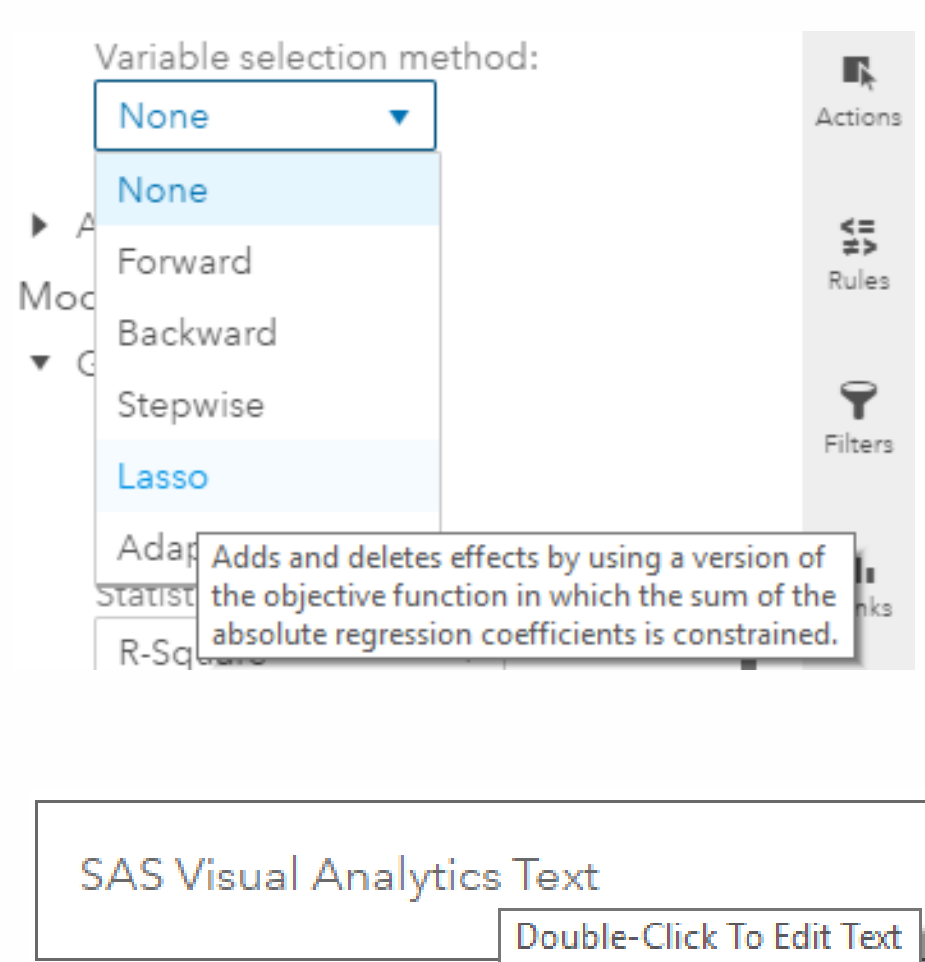 Variable selection method:
None
Actions
None
Forward
Rules
Backward
Stepwise
Filters
Lasso
Adds and deletes effects by using a version of
the objective function in which the sum of the
absolute regression coefficients is constrained.
SAS Visual Analytics Text
Double-Click To Edit Text